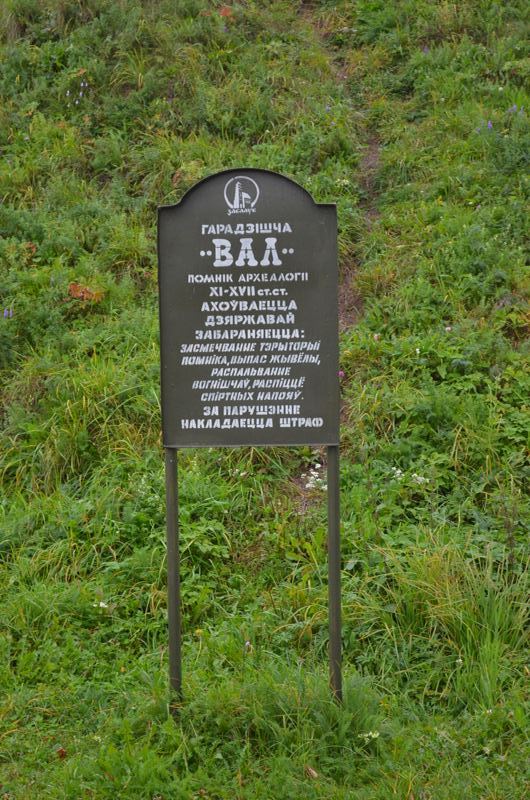 ЗАСЛАЎЕ
ГАРАДЗІШЧА
"ВАЛ"
ПОМНІК АРХЕАЛОГІІ
XI-XVII СТ.СТ.
АХОЎВАЕЦЦА
ДЗЯРЖАВАЙ
ЗАБАРАНЯЕЦЦА:
ЗАСМЕЧВАННЕ ТЭРЫТОРЫІ
ПОМНІКА, ВЫПАС ЖЫВЁЛЫ,
РАСПАЛЬВАННЕ
ВОГНІШЧАЎ, РАСПІЦЦЁ
СПІРТНЫХ НАПОЯЎ.
ЗА ПАРУШЭННЕ
НАКЛАДАЕЦЦА ШТРАФ